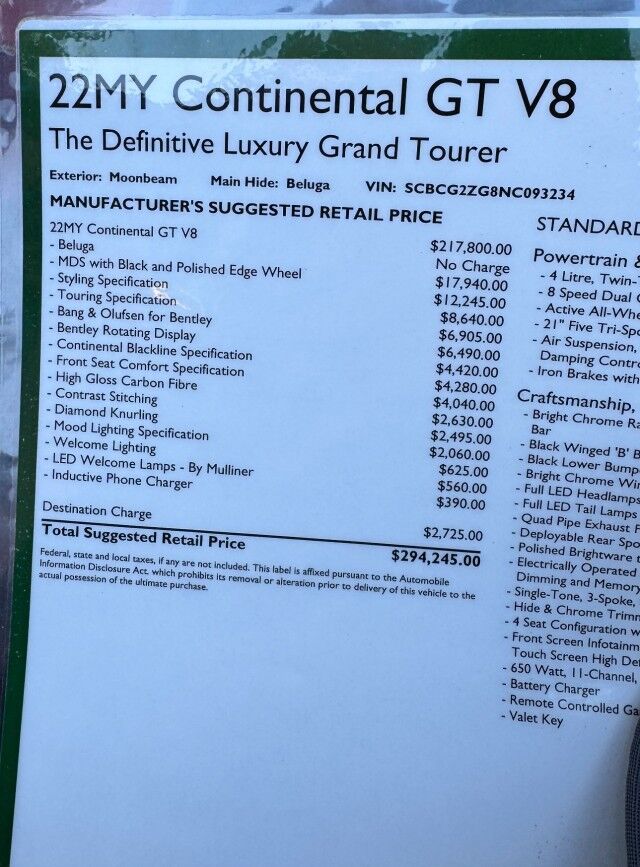 22MY Continental GT V8
The Definitive Luxury Grand Tourer
Exterior: Moonbeam Main Hide: Beluga VIN: SCBCG2ZG8NC093234
MANUFACTURER'S SUGGESTED RETAIL PRICE
22MY Continental GT V8 $217,800.00
- Beluga No Charge
- MDS with Black and Polished Edge Wheel $17,940.00
- Styling Specification $12,245.00
- Touring Specification $8,640.00
- Bang & Olufsen for Bentley $6,905.00
- Bentley Rotating Display $6,490.00
- Continental Blackline Specification $4,420.00
- Front Seat Comfort Specification $4,280.00
- High Gloss Carbon Fibre $4,040.00
- Contrast Stitching $2,630.00
- Diamond Knurling $2,495.00
- Mood Lighting Specification $2,060.00
- Welcome Lighting $625.00
- LED Welcome Lamps - By Mulliner $560.00
- Inductive Phone Charger $390.00
Destination Charge $2,725.00
Total Suggested Retail Price $294,245.00
Federal, state and local taxes, if any are not included. This label is affixed pursuant to the Automobile
Information Disclosure Act, which prohibits its removal or alteration prior to delivery of this vehicle to the
actual possession of the ultimate purchase.
STANDARD
Powertrain &
- 4 Litre, Twin-
- 8 Speed Dual
- Active All-Whe
- 21" Five Tri-Spo
- Air Suspension,
Damping Contr
- Iron Brakes with
Craftsmanship,
- Bright Chrome Ra
Bar
- Black Winged 'B' B
- Black Lower Bump
- Bright Chrome Wi
- Full LED Headlamps
- Full LED Tail Lamps
- Quad Pipe Exhaust
- Deployable Rear Spo
- Polished Brightware
- Electrically Operated
Dimming and Memory
- Single-Tone, 3-Spoke,
- Hide & Chrome Trimm
- 4 Seat Configuration w
- Front Screen Infotainm
Touch Screen High De
- 650 Watt, 11-Channel,
- Battery Charger
- Remote Controlled Ga
- Valet Key